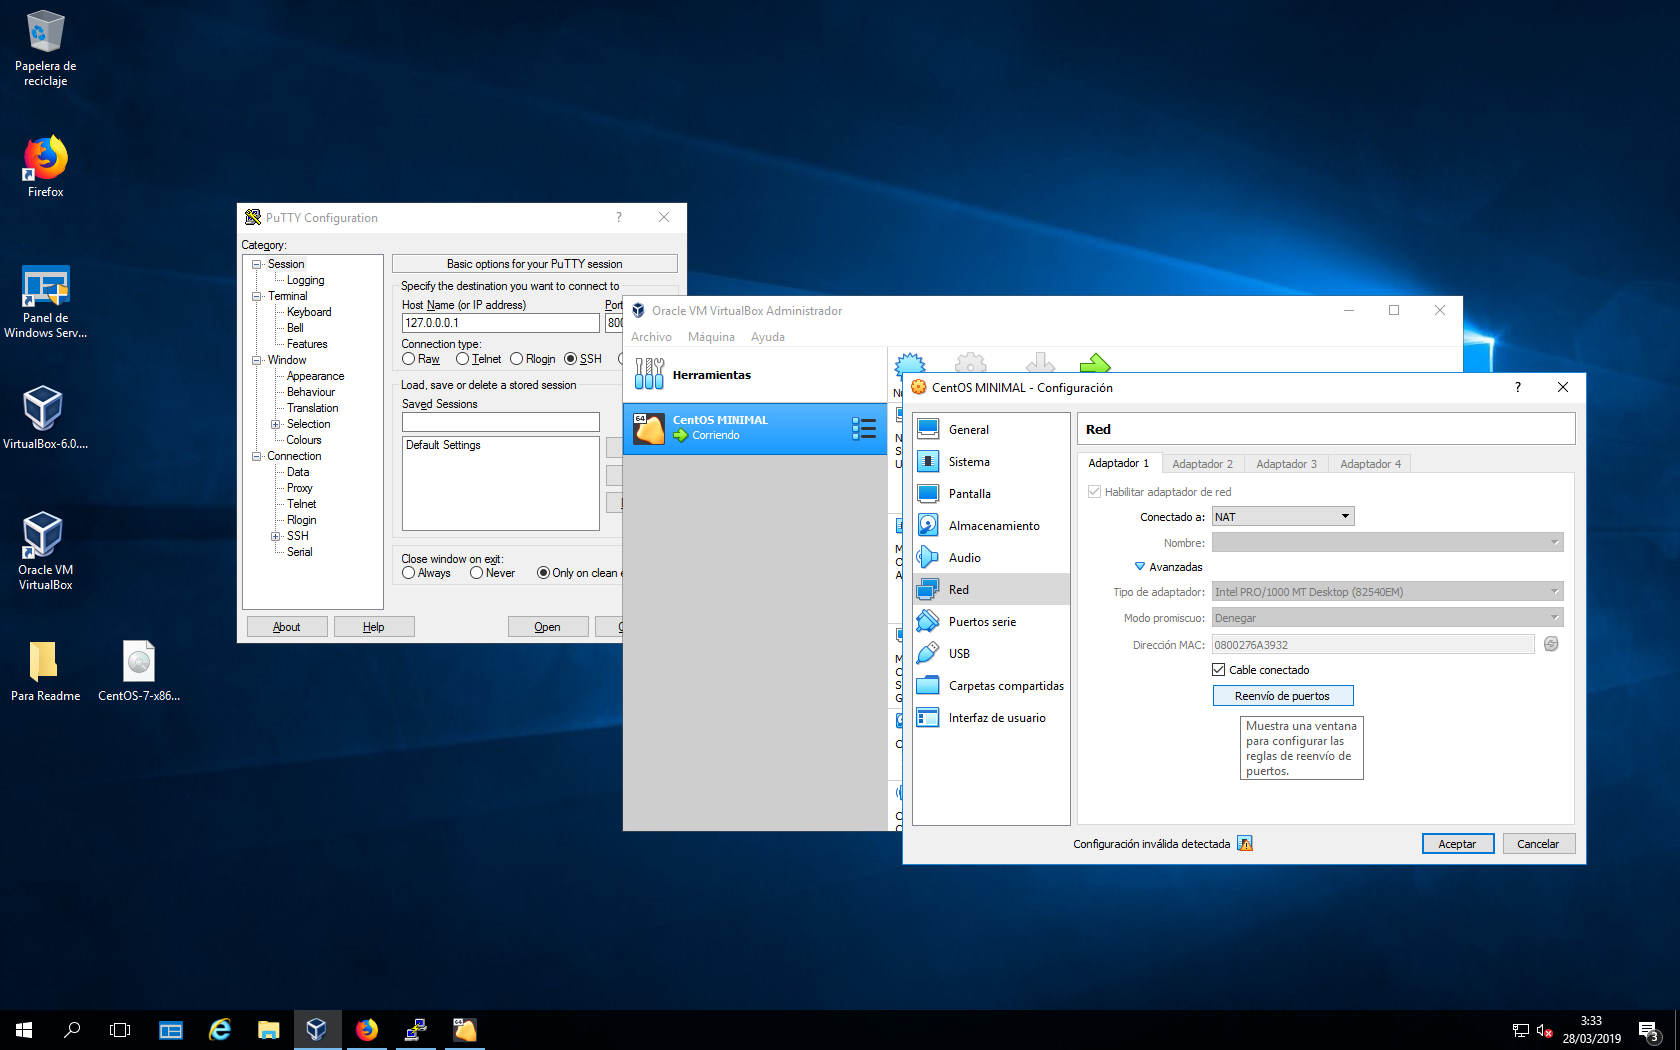 Papelera de
reciclaje
Firefox
Panel de
Windows Serv...
VirtualBox-6.0....
Oracle VM
VirtualBox
Para Readme
CentOS-7-x86...
PuTTY Configuration
?
Category:
Session
Logging
Terminal
Keyboard
Bell
Features
Window
Appearance
Behaviour
Translation
Selection
Colours
Connection
Data
Proxy
Telnet
Rlogin
SSH
Serial
Basic options for your PuTTY session
Specify the destination you want to connect to
Host Name (or IP address)
Port
127.0.0.1
800
Connection type:
Raw
Telnet
Rlogin
SSH
Load, save or delete a stored session
Saved Sessions
Default Settings
Close window on exit:
Always
Never
Only on clean e
About
Help
Open
Oracle VM VirtualBox Administrador
Archivo
Máquina
Ayuda
Herramientas
64
CentOS MINIMAL
Corriendo
CentOS MINIMAL - Configuración
?
General
Sistema
Pantalla
Almacenamiento
Audio
Red
Puertos serie
USB
Carpetas compartidas
Interfaz de usuario
Red
Adaptador 1
Adaptador 2
Adaptador 3
Adaptador 4
Habilitar adaptador de red
Conectado a:
NAT
Nombre:
Avanzadas
Tipo de adaptador:
Intel PRO/1000 MT Desktop (82540EM)
Modo promiscuo:
Denegar
Dirección MAC:
0800276A3932
Cable conectado
Reenvío de puertos
Muestra una ventana
para configurar las
reglas de reenvío de
puertos.
Configuración inválida detectada
Aceptar
Cancelar
64
3:33
28/03/2019
3